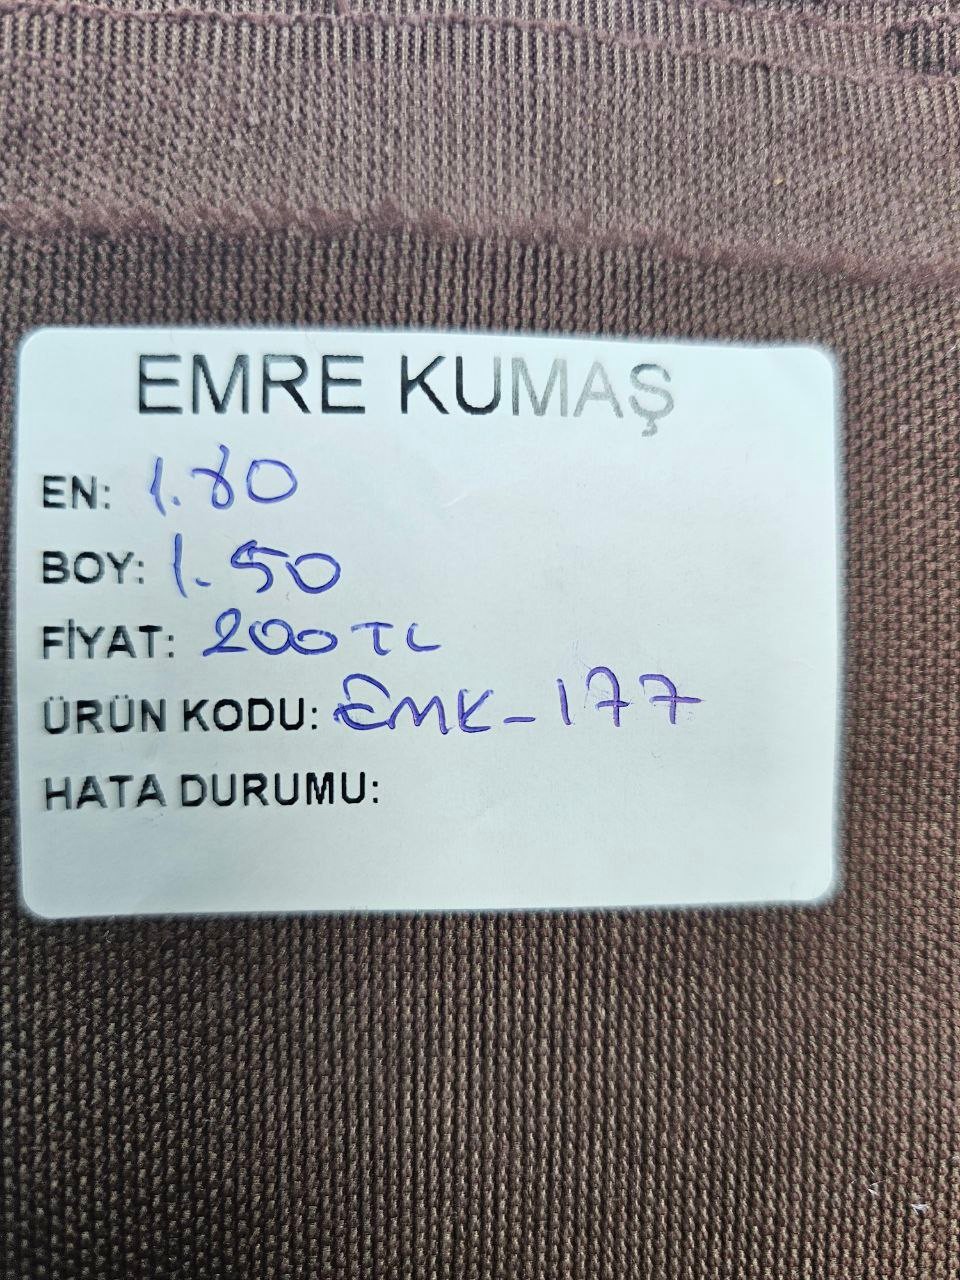 EMRE KUMAŞ
EN: 1.80
BOY: 1.50
FİYAT: 200 TL
ÜRÜN KODU: EMK-177
HATA DURUMU: